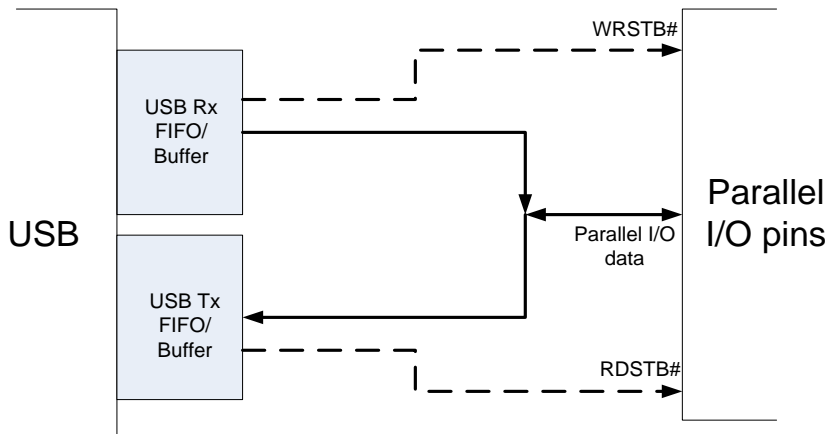 WRSTB#
USB Rx
FIFO/
Buffer
USB
Parallel
I/O pins
Parallel I/O
data
USB Tx
FIFO/
Buffer
RDSTB#